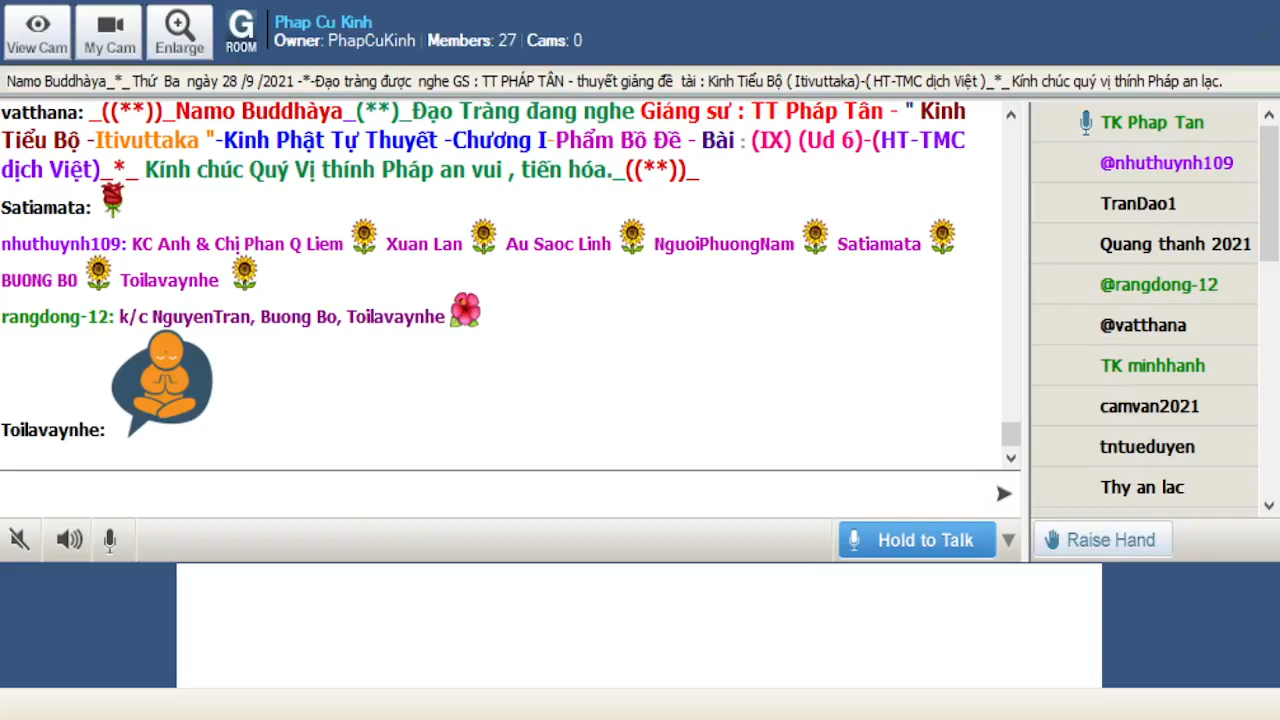 View Cam
My Cam
Enlarge
G
ROOM
Phap Cu Kinh
Owner: PhapCuKinh | Members: 27 | Cams: 0
Namo Buddhàya_*_Thứ Ba ngày 28 /9 /2021 -*-Đạo tràng được nghe GS : TT PHÁP TÂN - thuyết giảng đề tài : Kinh Tiểu Bộ ( Itivuttaka)-( HT-TMC dịch Việt )_*_Kính chúc quý vị thính Pháp an lạc.
vatthana: _((**))_Namo Buddhàya_(**)_Đạo Tràng đang nghe Giảng sư : TT Pháp Tân - " Kinh
Tiểu Bộ -Itivuttaka "-Kinh Phật Tự Thuyết -Chương I-Phẩm Bồ Đề - Bài : (IX) (Ud 6)-(HT-TMC
dịch Việt)_*_ Kính chúc Quý Vị thính Pháp an vui , tiến hóa._((**))_
Satiamata:
nhuthuynh109: KC Anh & Chị Phan Q Liem Xuan Lan Au Saoc Linh NguoiPhuongNam Satiamata
BUONG BO Toilavaynhe
rangdong-12: k/c NguyenTran, Buong Bo, Toilavaynhe
Toilavaynhe:
TK Phap Tan
@nhuthuynh109
TranDao1
Quang thanh 2021
@rangdong-12
@vatthana
TK minhhanh
camvan2021
tntueduyen
Thy an lac
Hold to Talk
Raise Hand